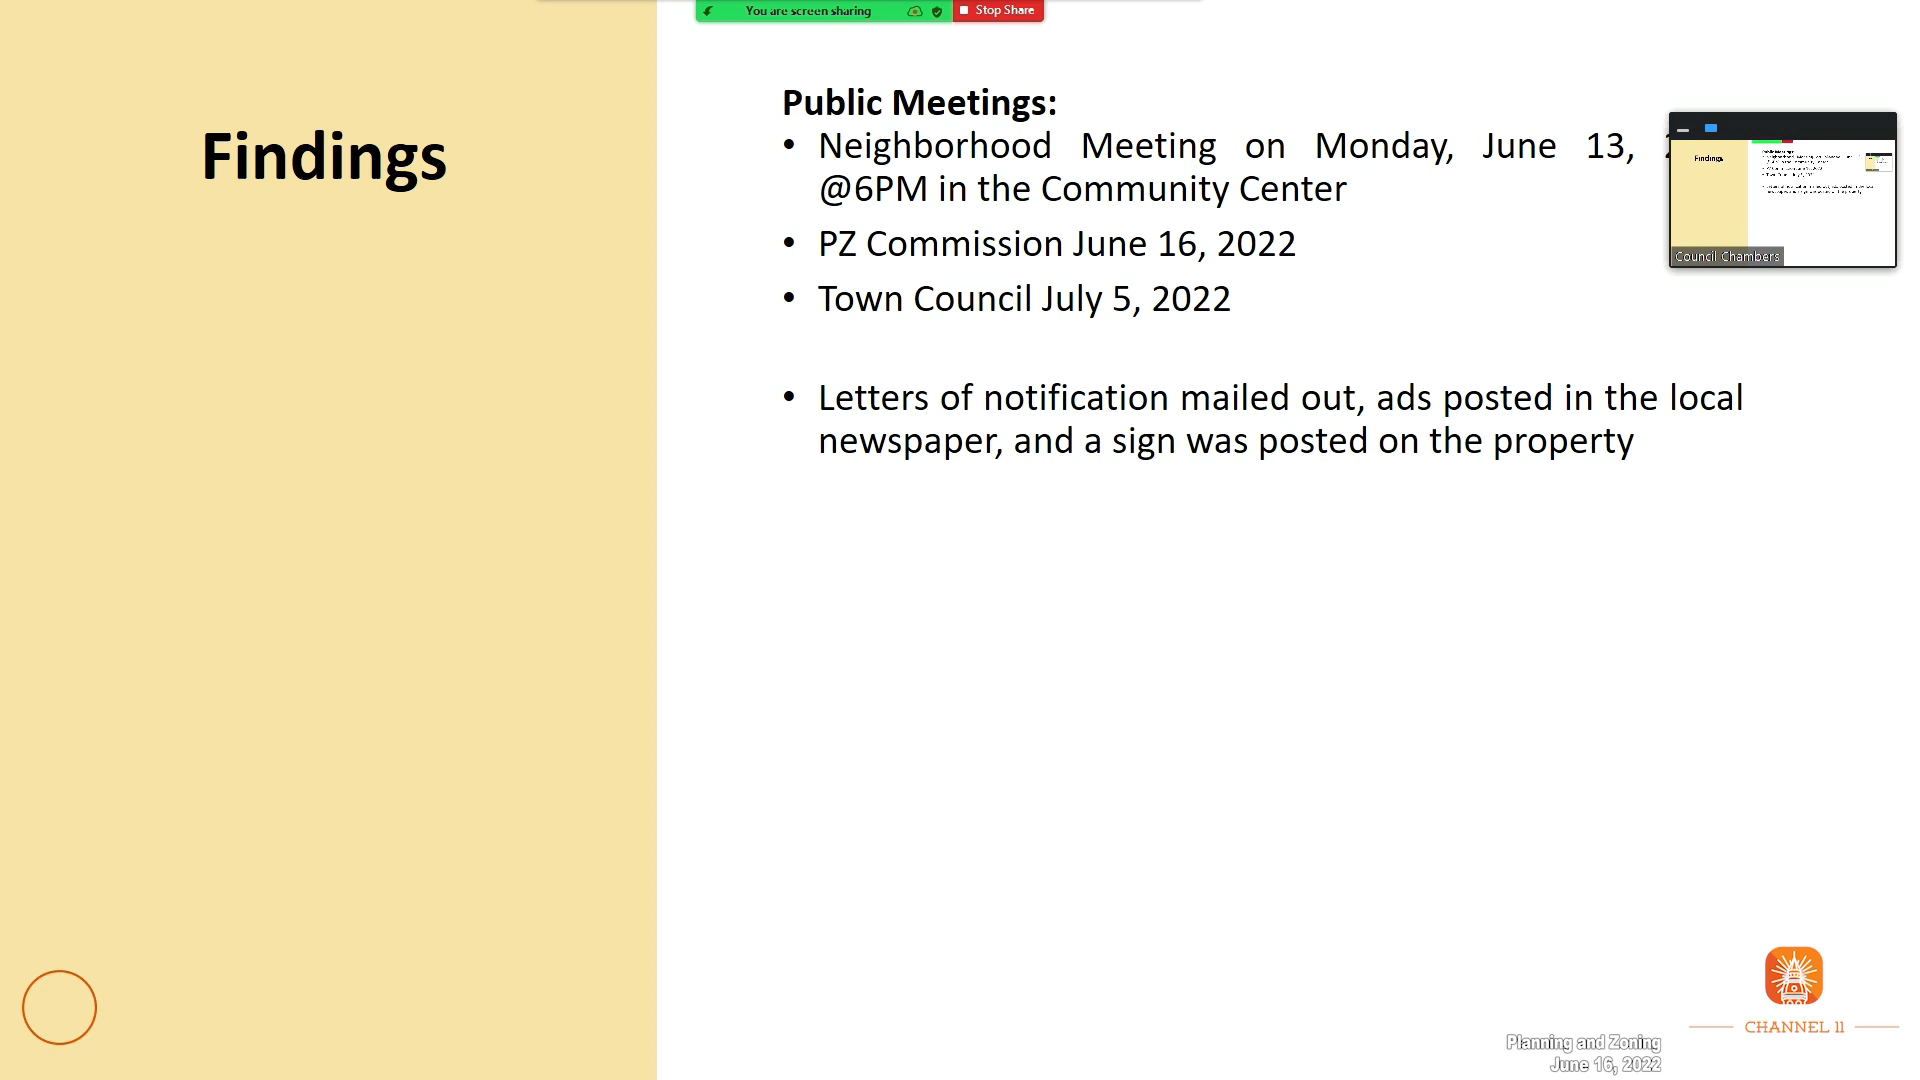 You are screen sharing
Stop Share
Findings
Public Meetings:
• Neighborhood Meeting on Monday, June 13,
@6PM in the Community Center
• PZ Commission June 16, 2022
• Town Council July 5, 2022
• Letters of notification mailed out, ads posted in the local
newspaper, and a sign was posted on the property
Findings
Public Meetings:
Council Chambers
CHANNEL 11
Planning and Zoning
June 16, 2022